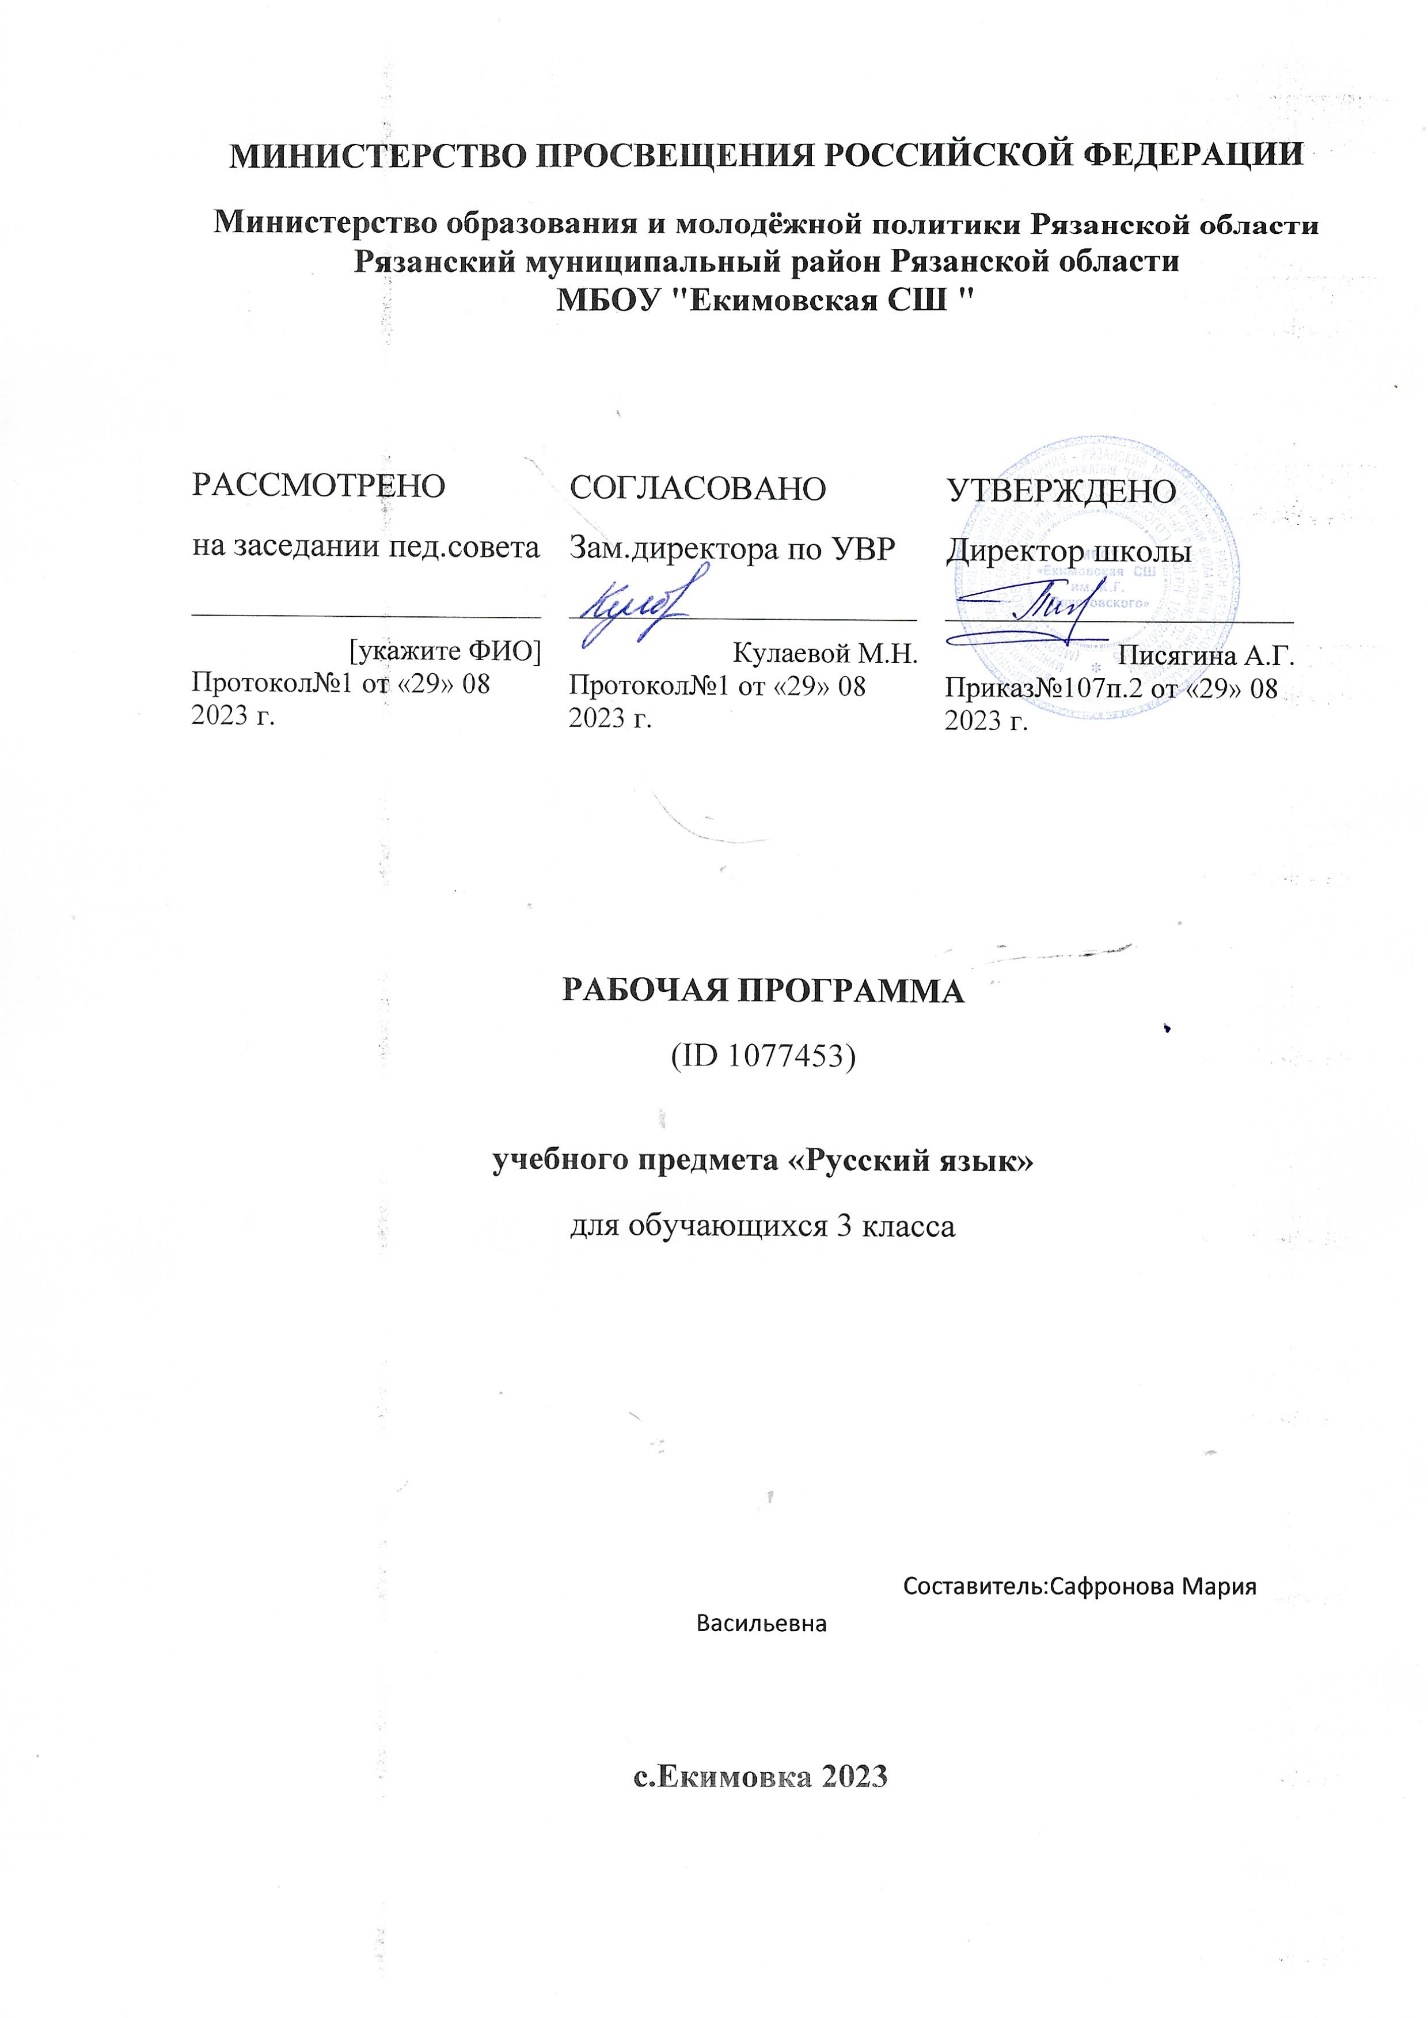 МИНИСТЕРСТВО ПРОСВЕЩЕНИЯ РОССИЙСКОЙ ФЕДЕРАЦИИ
Министерство образования и молодёжной политики Рязанской области
Рязанский муниципальный район Рязанской области
МБОУ "Екимовская СШ "
РАССМОТРЕНО
на заседании пед.совета
[укажите ФИО]
Протокол№1 от «29» 08
2023 г.
СОГЛАСОВАНО
Зам.директора по УВР
Кулаевой М.Н.
Протокол№1 от «29» 08
2023 г.
УТВЕРЖДЕНО
Директор школы
«Екимовская СШ
Писягина А.Г.
Приказ№107п.2 от «29» 08
2023 г.
РАБОЧАЯ ПРОГРАММА
(ID 1077453)
учебного предмета «Русский язык»
для обучающихся 3 класса
Составитель:Сафронова Мария
Васильевна
с.Екимовка 2023